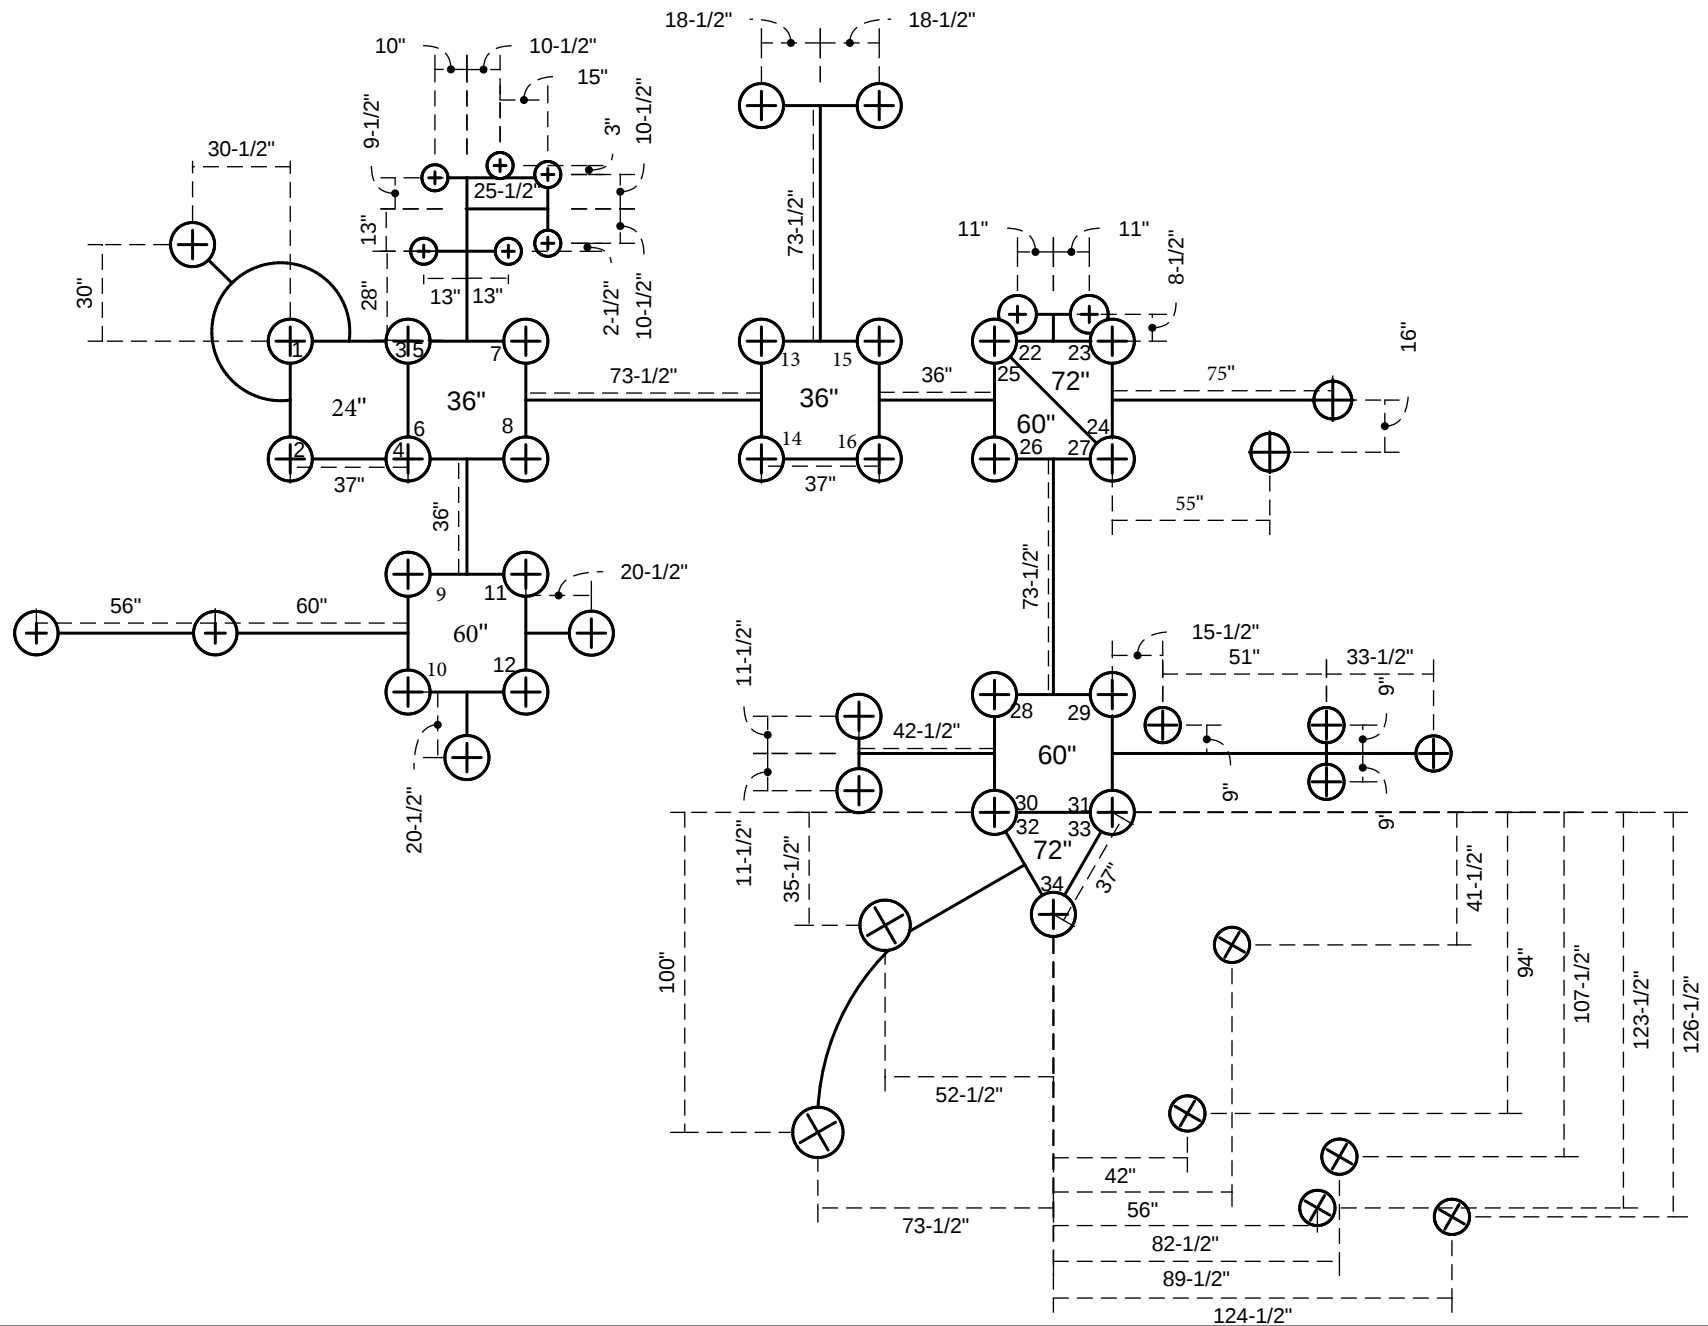 18-1/2" 18-1/2"
10" 10-1/2"
15"
9-1/2" 3" 10-1/2"
30-1/2"
25-1/2"
13" 73-1/2" 11" 11" 8-1/2"
30" 28" 13" 13" 2-1/2" 10-1/2"
16"
1 3 5 7 13 15 22 23
25
24" 36" 73-1/2" 36" 36" 72" 75"
60"
2 4 6 8 14 16 26 27 24
37" 37"
36" 55"
73-1/2"
9 11 20-1/2"
56" 60"
60"
10 12
11-1/2" 15-1/2"
51" 33-1/2"
9"
28 29
42-1/2" 60"
20-1/2" 9"
11-1/2" 30 31 9"
35-1/2" 32 33
72" 37" 41-1/2"
34
100" 94" 107-1/2" 123-1/2" 126-1/2"
52-1/2"
42"
73-1/2" 56"
82-1/2"
89-1/2"
124-1/2"